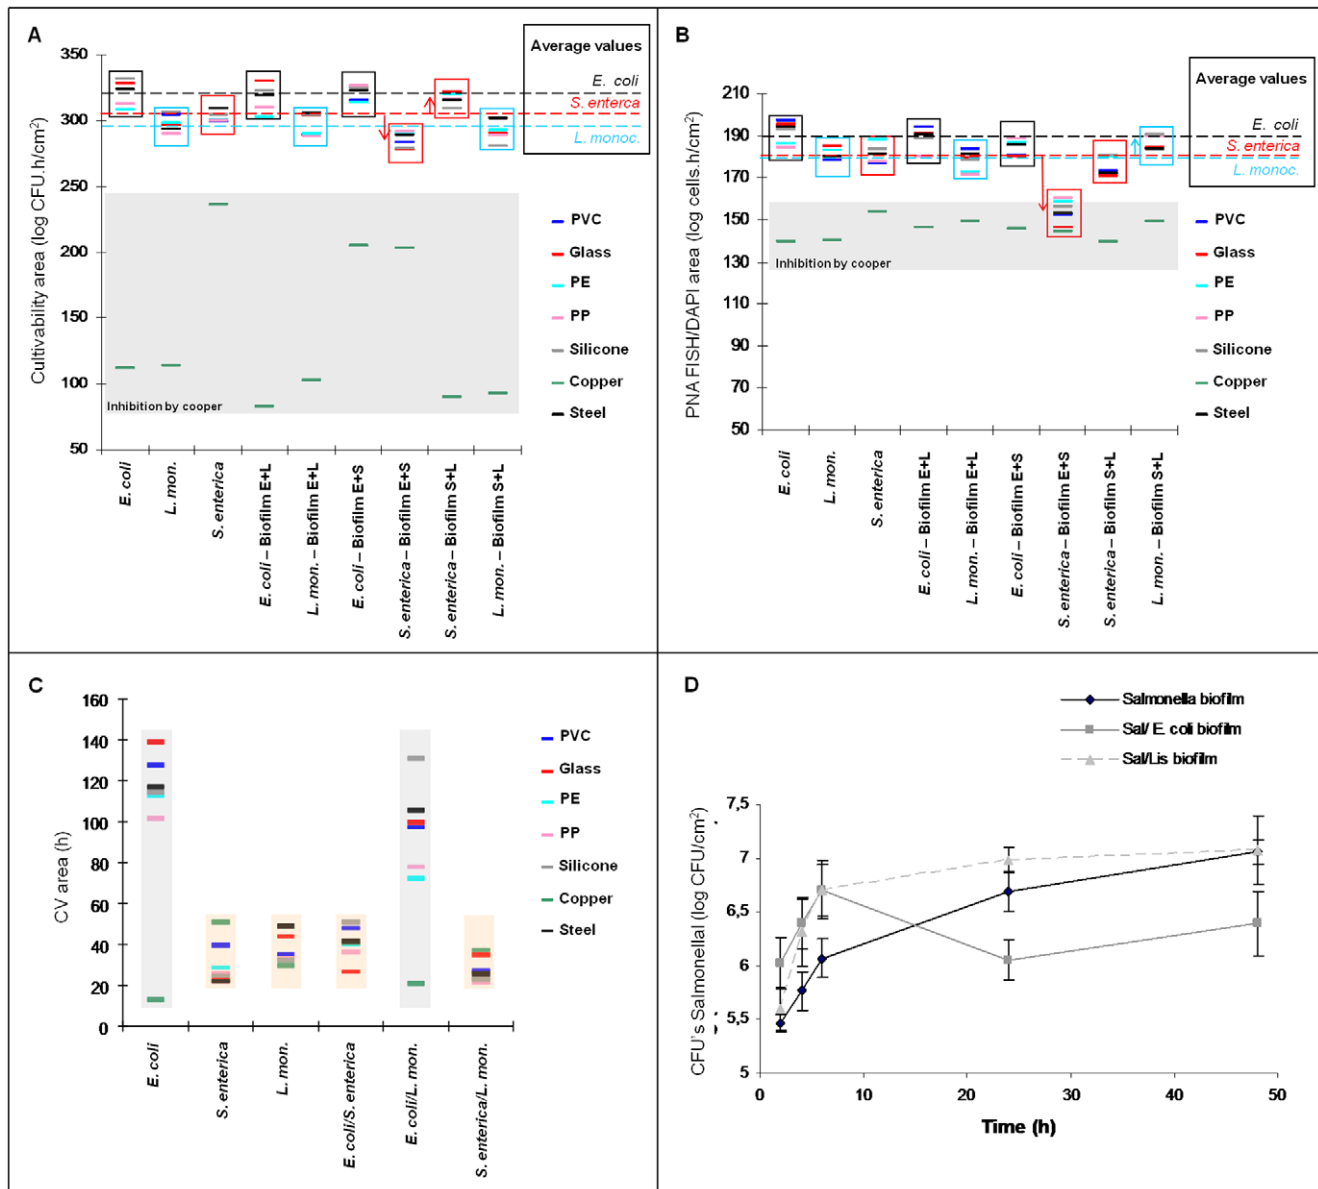 A
Average values
E. coli
S. enterca
L. monoc.
Cultivability area (log CFU.h/cm²)
350
300
250
200
150
100
50
Inhibition by cooper
PVC
Glass
PE
PP
Silicone
Copper
Steel
E. coli
L. mon.
S. enterica
E. coli – Biofilm E+L
L. mon. – Biofilm E+L
E. coli – Biofilm E+S
S. enterica – Biofilm E+S
S. enterica – Biofilm S+L
L. mon. – Biofilm S+L
B
Average values
E. coli
S. enterica
L. monoc.
PNA FISH/DAPI area (log cells.h/cm²)
210
190
170
150
130
110
90
70
50
Inhibition by cooper
PVC
Glass
PE
PP
Silicone
Copper
Steel
E. coli
L. mon.
S. enterica
E. coli – Biofilm E+L
L. mon. – Biofilm E+L
E. coli – Biofilm E+S
S. enterica – Biofilm E+S
S. enterica – Biofilm S+L
L. mon. – Biofilm S+L
C
CV area (h)
160
140
120
100
80
60
40
20
0
PVC
Glass
PE
PP
Silicone
Copper
Steel
E. coli
S. enterica
L. mon.
E. coli/S. enterica
E. coli/L. mon.
S. enterica/L. mon.
D
Salmonella biofilm
Sal/ E. coli biofilm
Sal/Lis biofilm
CFU's Salmonellal (log CFU/cm²)
7,5
7
6,5
6
5,5
5
0
10
20
30
40
50
Time (h)